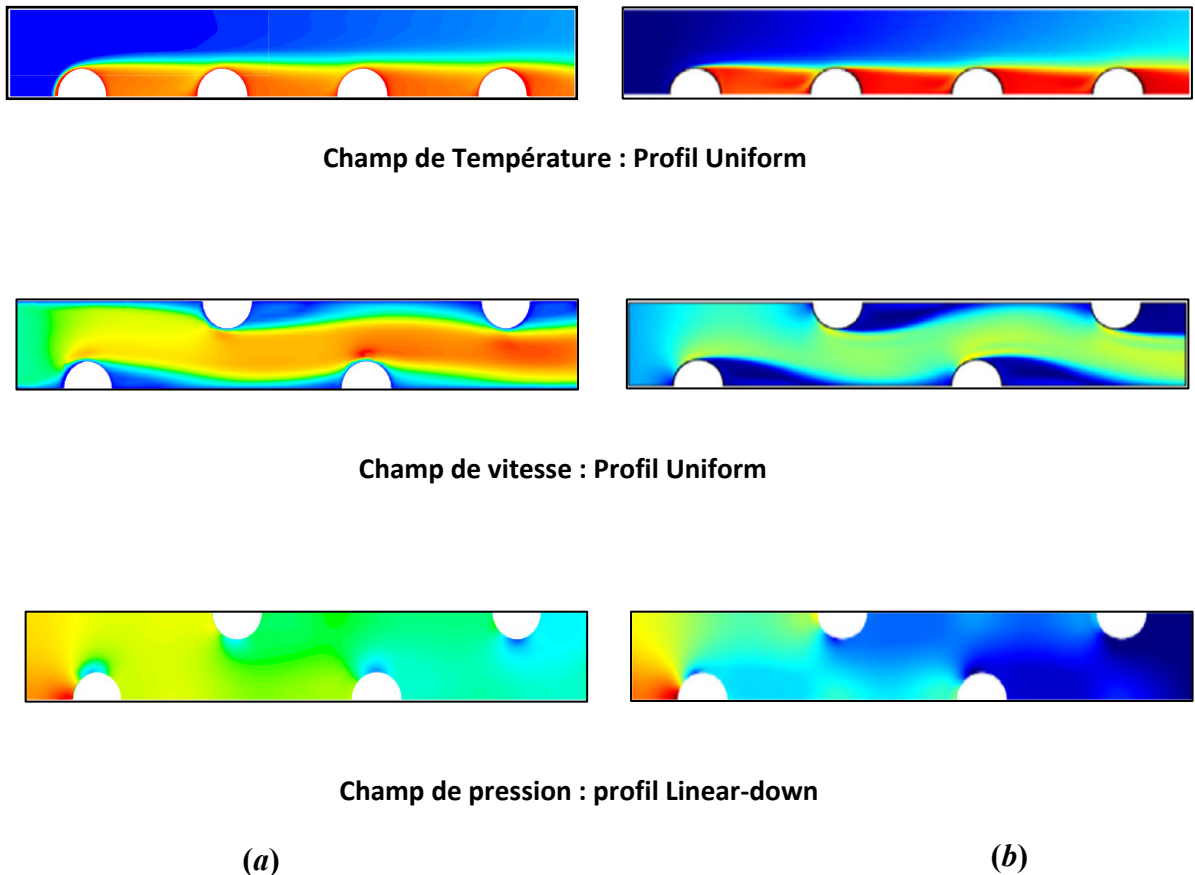 Champ de Température : Profil Uniform
Champ de vitesse : Profil Uniform
Champ de pression : profil Linear-down
(a)
(b)